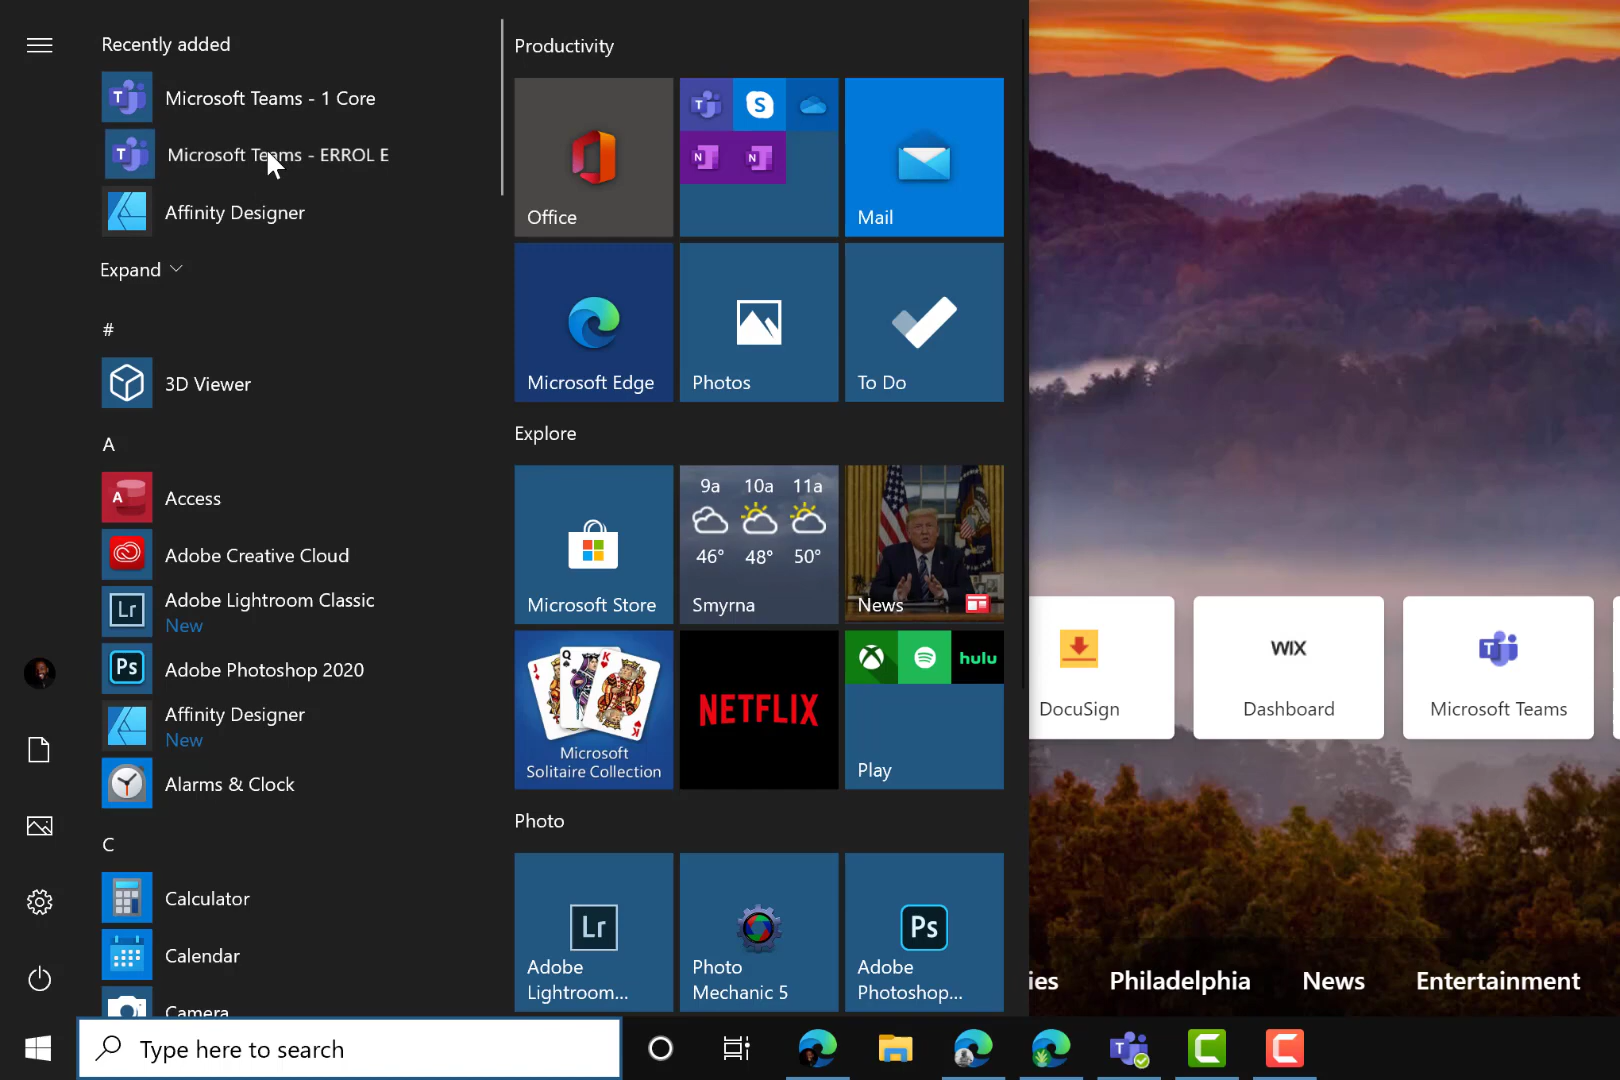 Recently added
Microsoft Teams - 1 Core
Microsoft Teams - ERROL E
Affinity Designer
Expand
#
3D Viewer
A
Access
Adobe Creative Cloud
Adobe Lightroom Classic
New
Adobe Photoshop 2020
Affinity Designer
New
Alarms & Clock
C
Calculator
Calendar
Camera
Productivity
Office
Mail
Microsoft Edge
Photos
To Do
Explore
Microsoft Store
9a 10a 11a
46° 48° 50°
Smyrna
News
Microsoft
Solitaire Collection
NETFLIX
hulu
Play
Photo
Lr
Adobe
Lightroom...
Photo
Mechanic 5
Ps
Adobe
Photoshop...
DocuSign
WIX
Dashboard
Microsoft Teams
ies Philadelphia News Entertainment
Type here to search